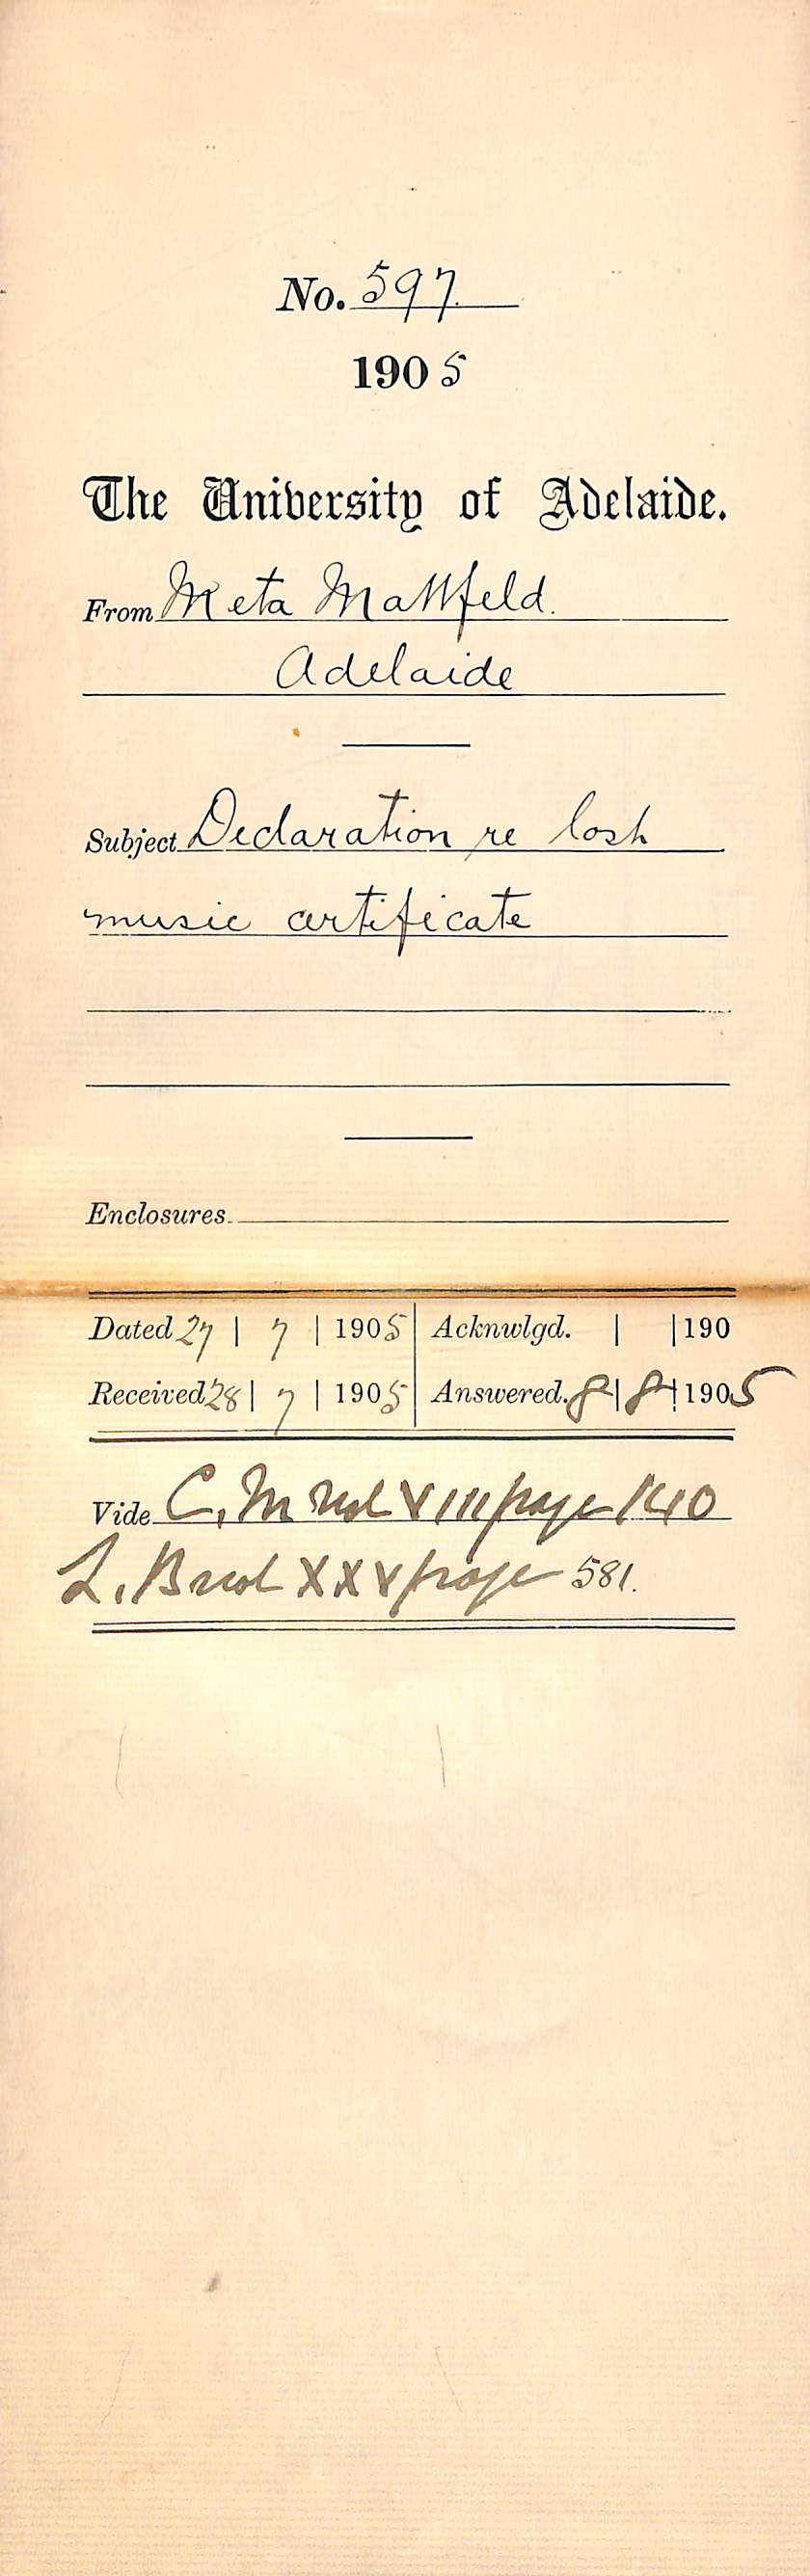 No. 597
1905
The University of Adelaide.
From Meta Mattfeld.
Adelaide
Subject Declaration re lost
music certificate
Enclosures
Dated 27 | 7 | 1905 Acknwlgd. | | 190
Received 28 | 7 | 1905 Answered. 8 | 8 | 1905
Vide C. M vol VIII page 140
L. B vol XXV page 581.